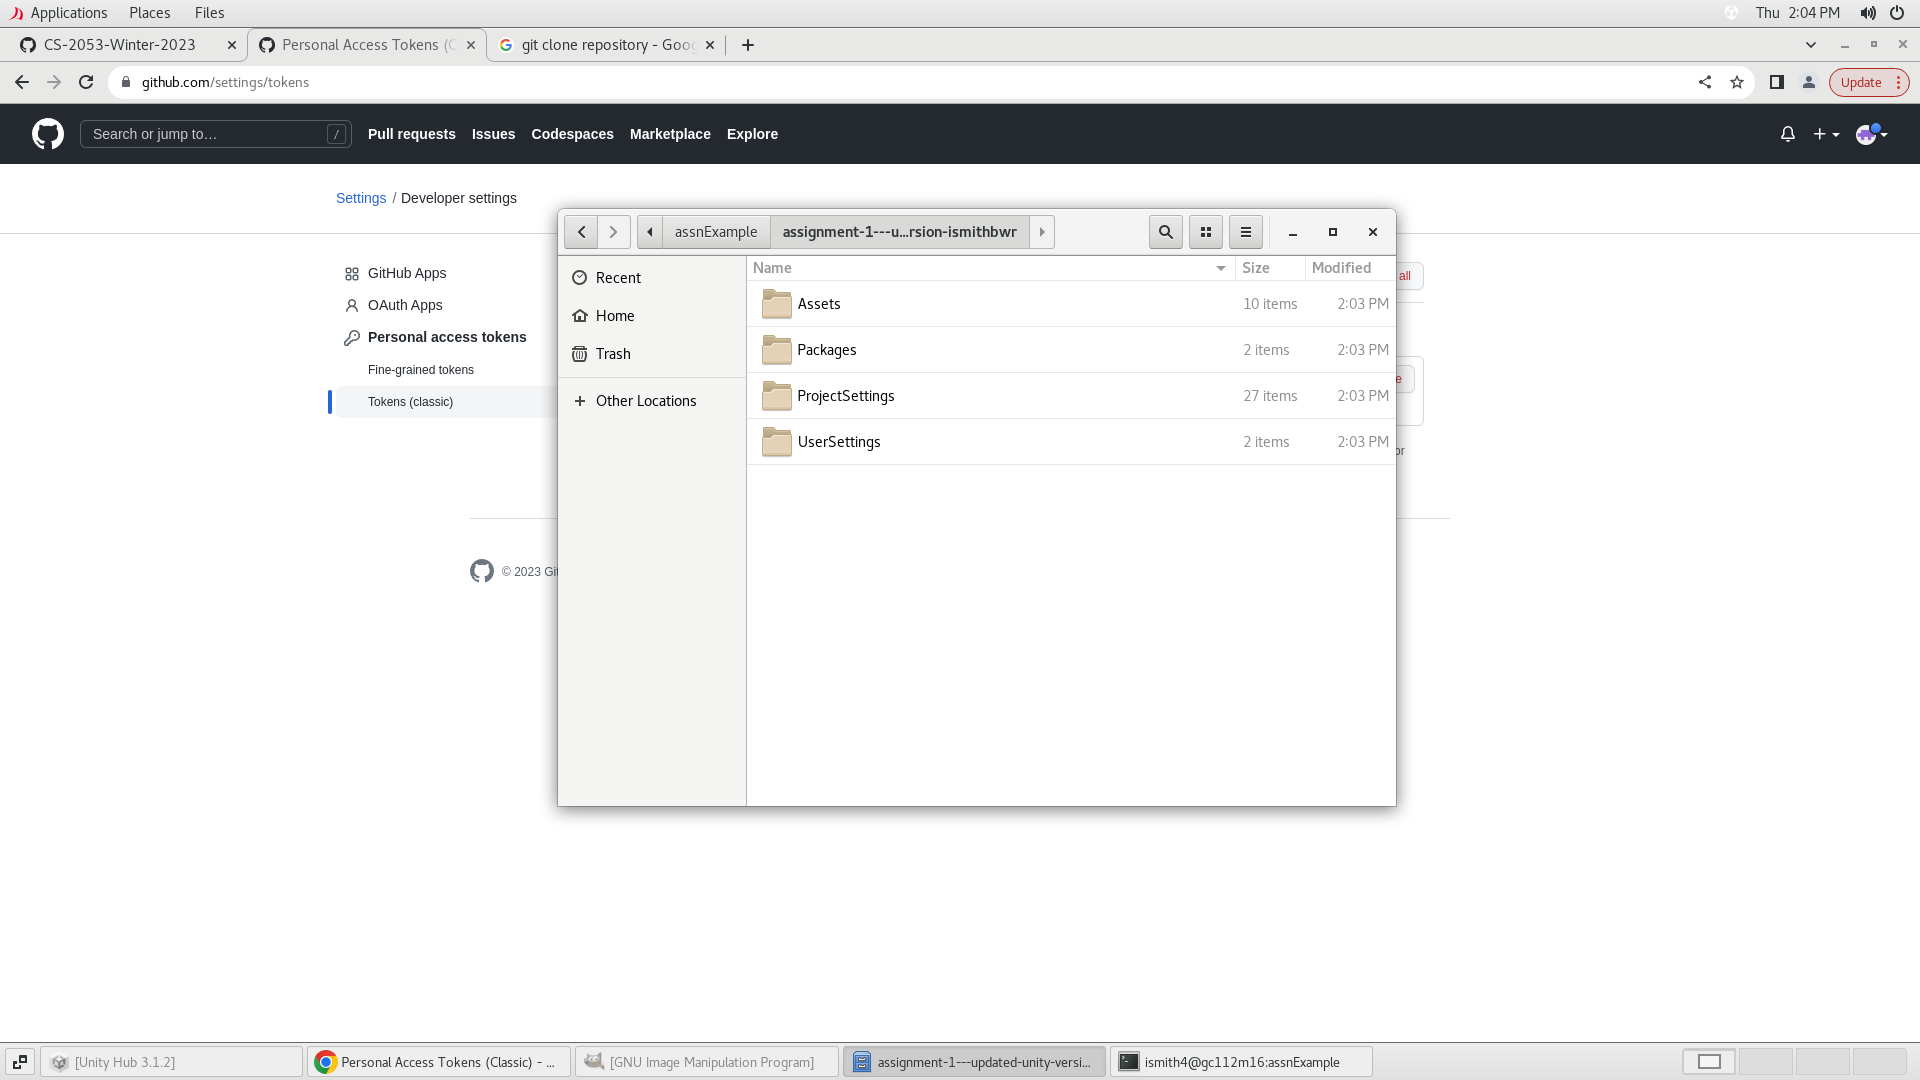 Applications Places Files
Thu 2:04 PM
CS-2053-Winter-2023
Personal Access Tokens (C
git clone repository - Goog
github.com/settings/tokens
Update
Search or jump to… /
Pull requests Issues Codespaces Marketplace Explore
Settings / Developer settings
assnExample
assignment-1---u…rsion-ismithbwr
GitHub Apps
OAuth Apps
Personal access tokens
Fine-grained tokens
Tokens (classic)
Recent
Home
Trash
Other Locations
Name Size Modified
Assets 10 items 2:03 PM
Packages 2 items 2:03 PM
ProjectSettings 27 items 2:03 PM
UserSettings 2 items 2:03 PM
all
e
or
© 2023 Git
[Unity Hub 3.1.2]
Personal Access Tokens (Classic) - …
[GNU Image Manipulation Program]
assignment-1---updated-unity-versi…
ismith4@gc112m16:assnExample